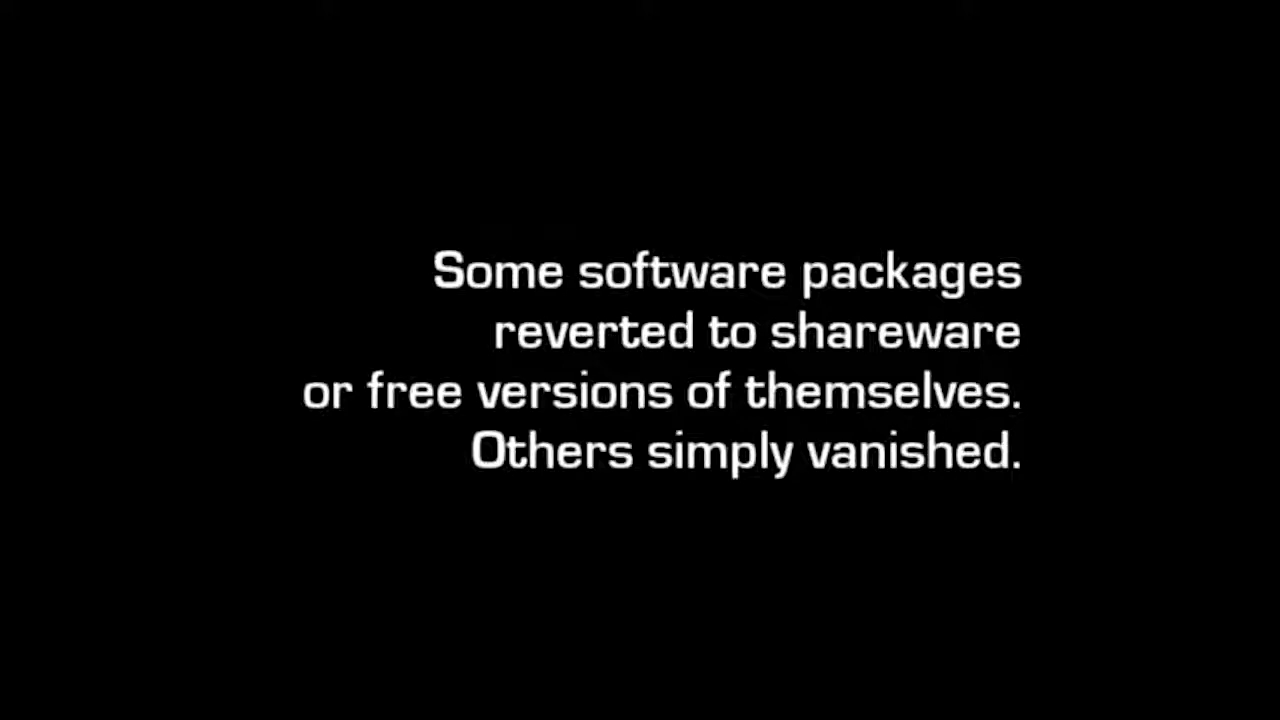 Some software packages
reverted to shareware
or free versions of themselves.
Others simply vanished.